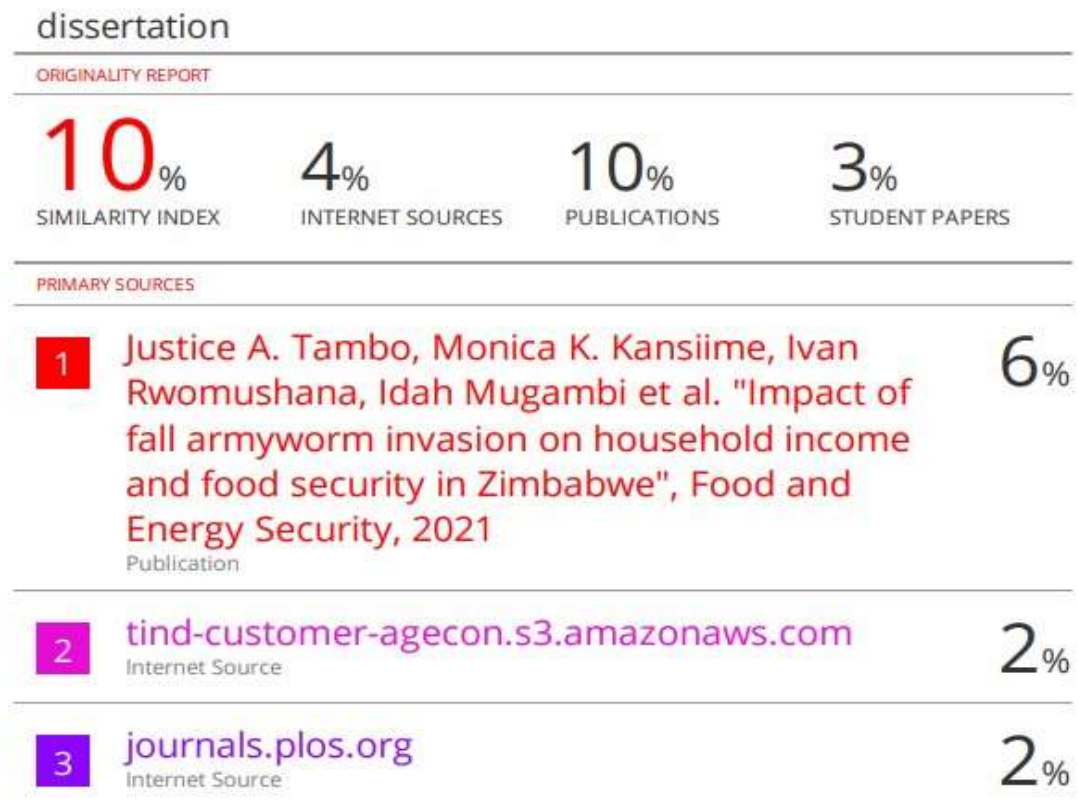 dissertation
ORIGINALITY REPORT
10%
4%
10%
3%
SIMILARITY INDEX
INTERNET SOURCES
PUBLICATIONS
STUDENT PAPERS
PRIMARY SOURCES
1
Justice A. Tambo, Monica K. Kansiime, Ivan
Rwomushana, Idah Mugambi et al. "Impact of
fall armyworm invasion on household income
and food security in Zimbabwe", Food and
Energy Security, 2021
Publication
6%
2
tind-customer-agecon.s3.amazonaws.com
Internet Source
2%
3
journals.plos.org
Internet Source
2%